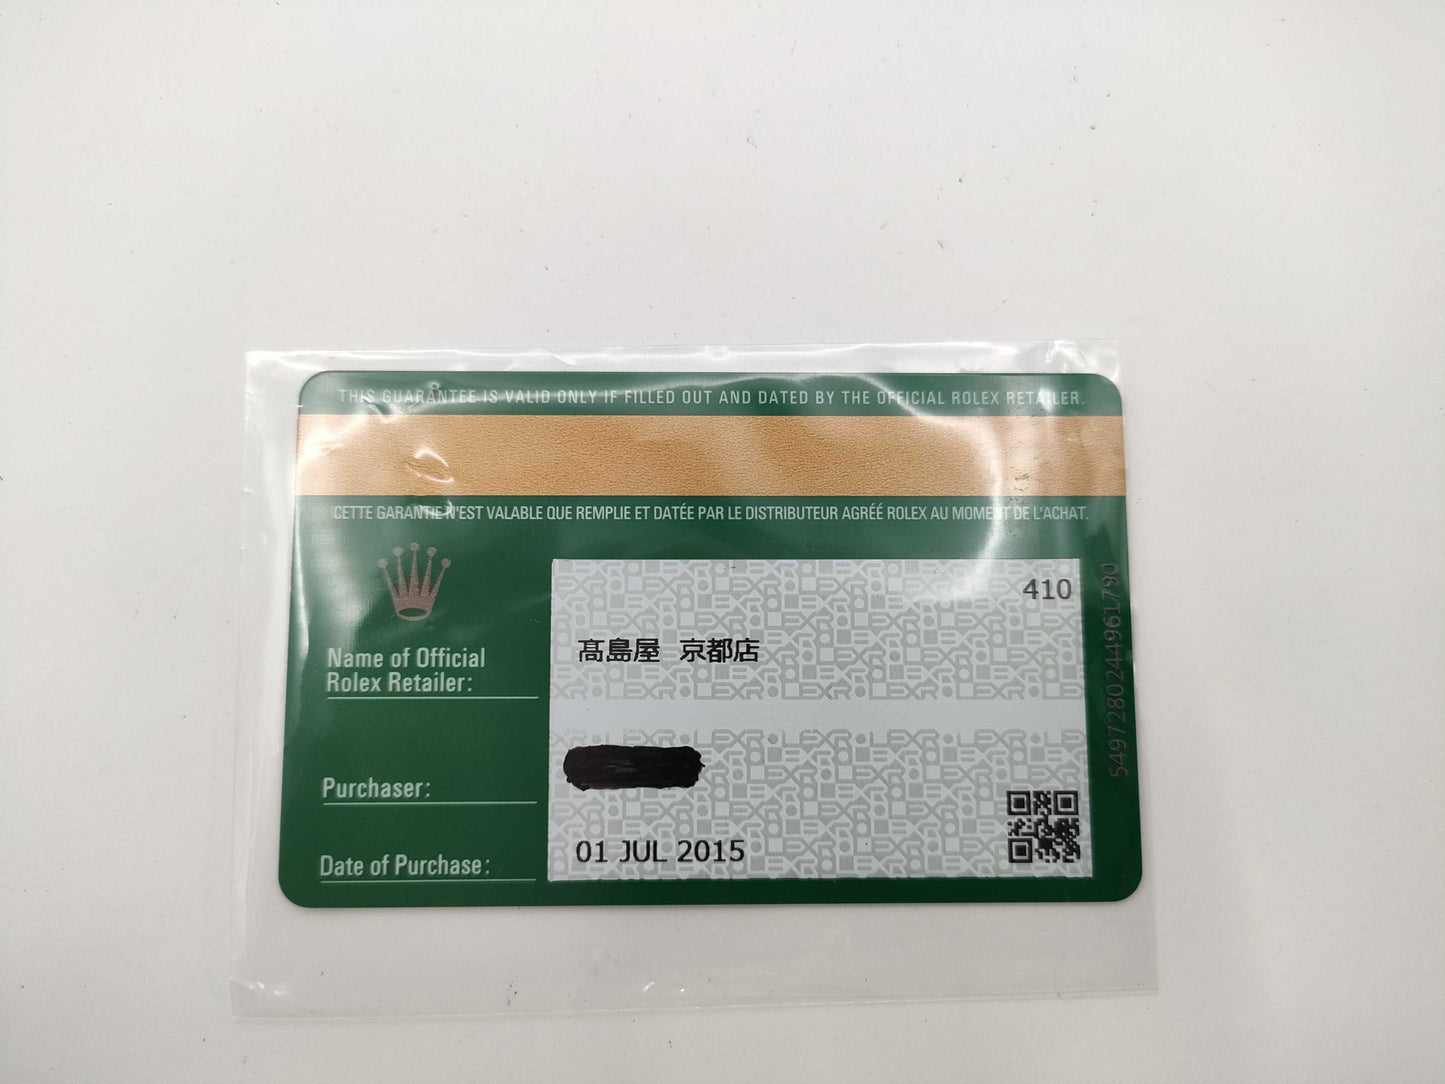 THIS GUARANTEE IS VALID ONLY IF FILLED OUT AND DATED BY THE OFFICIAL ROLEX RETAILER.
CETTE GARANTIE N'EST VALABLE QUE REMPLIE ET DATÉE PAR LE DISTRIBUTEUR AGRÉÉ ROLEX AU MOMENT DE L'ACHAT.
410
Name of Official
Rolex Retailer:
髙島屋 京都店
Purchaser:
Date of Purchase:
01 JUL 2015
5497280244961790